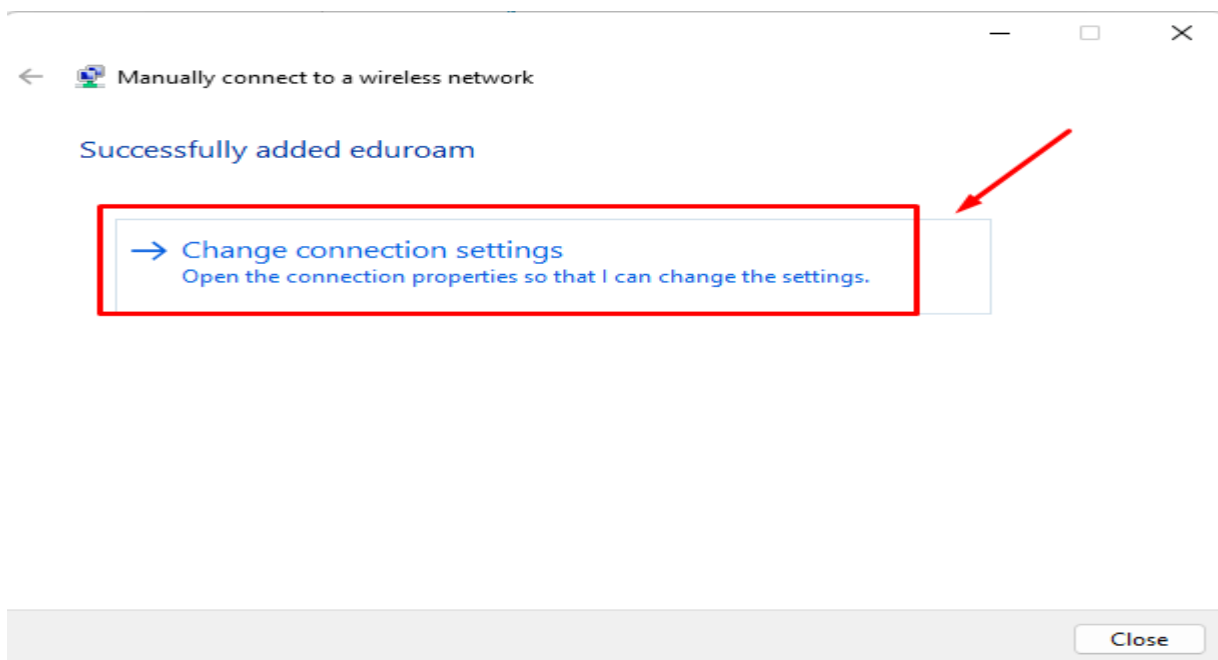 Manually connect to a wireless network
Successfully added eduroam
Change connection settings
Open the connection properties so that I can change the settings.
Close